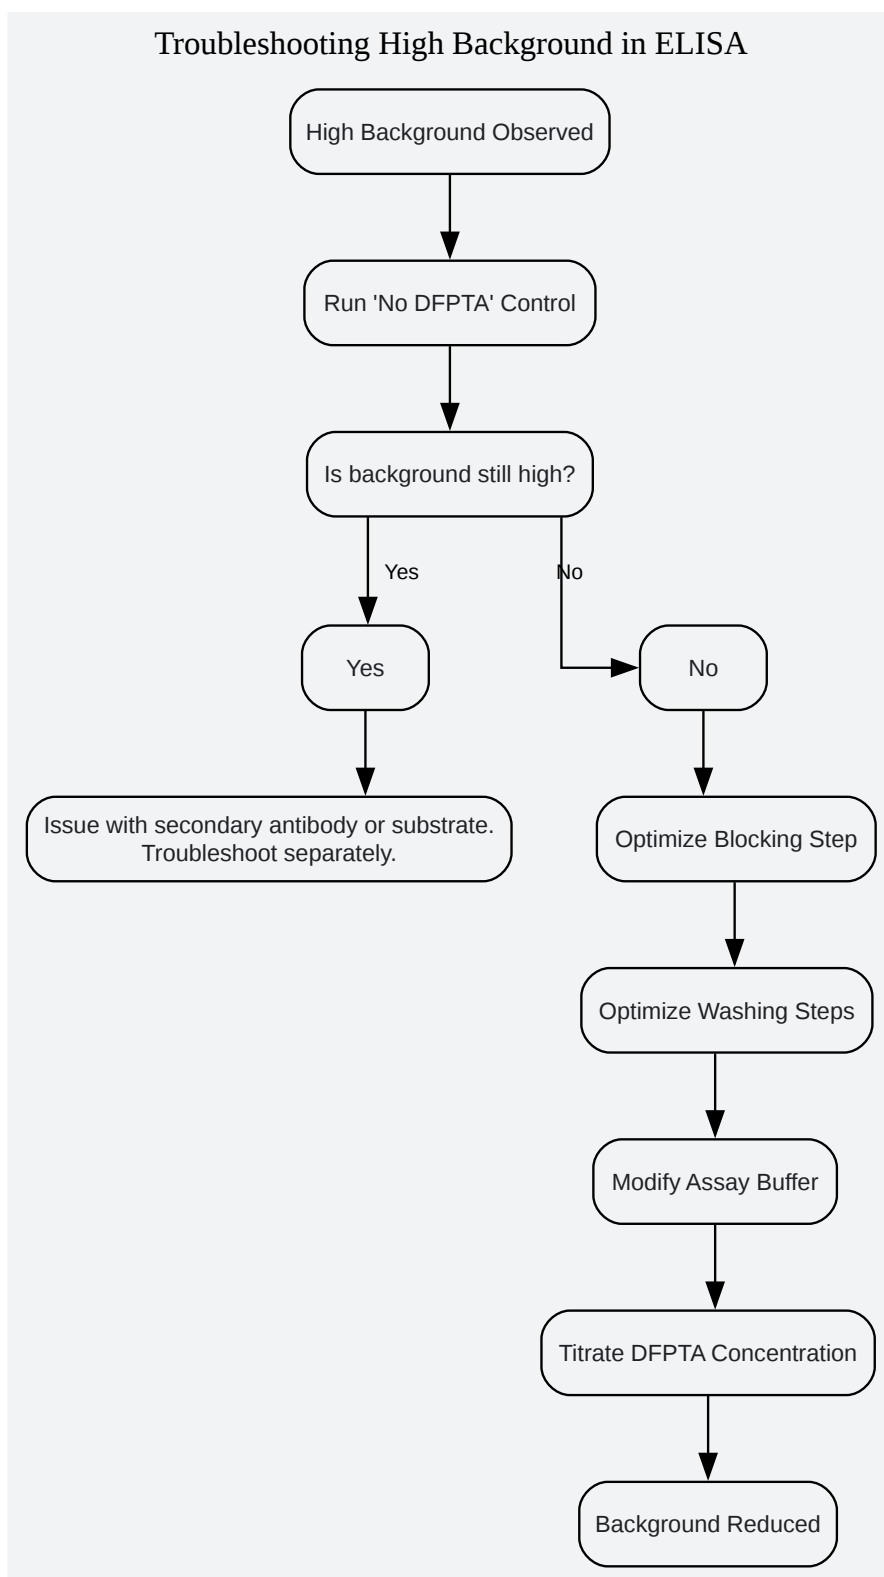 Troubleshooting High Background in ELISA
High Background Observed
Run 'No DFPTA' Control
Is background still high?
Yes
No
Yes
No
Issue with secondary antibody or substrate.
Troubleshoot separately.
Optimize Blocking Step
Optimize Washing Steps
Modify Assay Buffer
Titrate DFPTA Concentration
Background Reduced